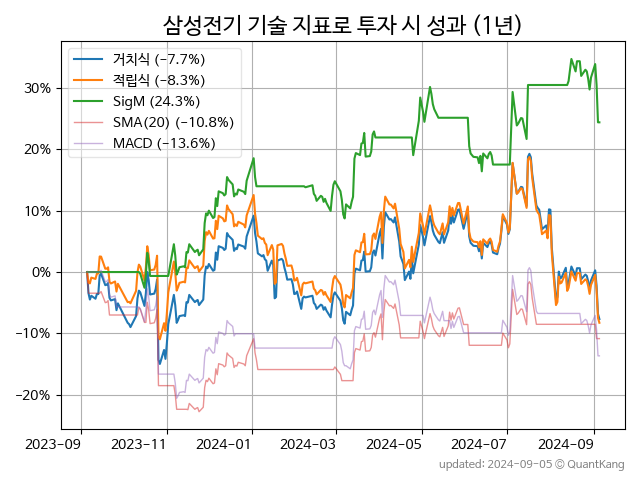 삼성전기 기술 지표로 투자 시 성과 (1년)
거치식 (−7.7%)
적립식 (−8.3%)
SigM (24.3%)
SMA(20) (−10.8%)
MACD (−13.6%)
30%
20%
10%
0%
−10%
−20%
2023-09
2023-11
2024-01
2024-03
2024-05
2024-07
2024-09
updated: 2024-09-05 © QuantKang